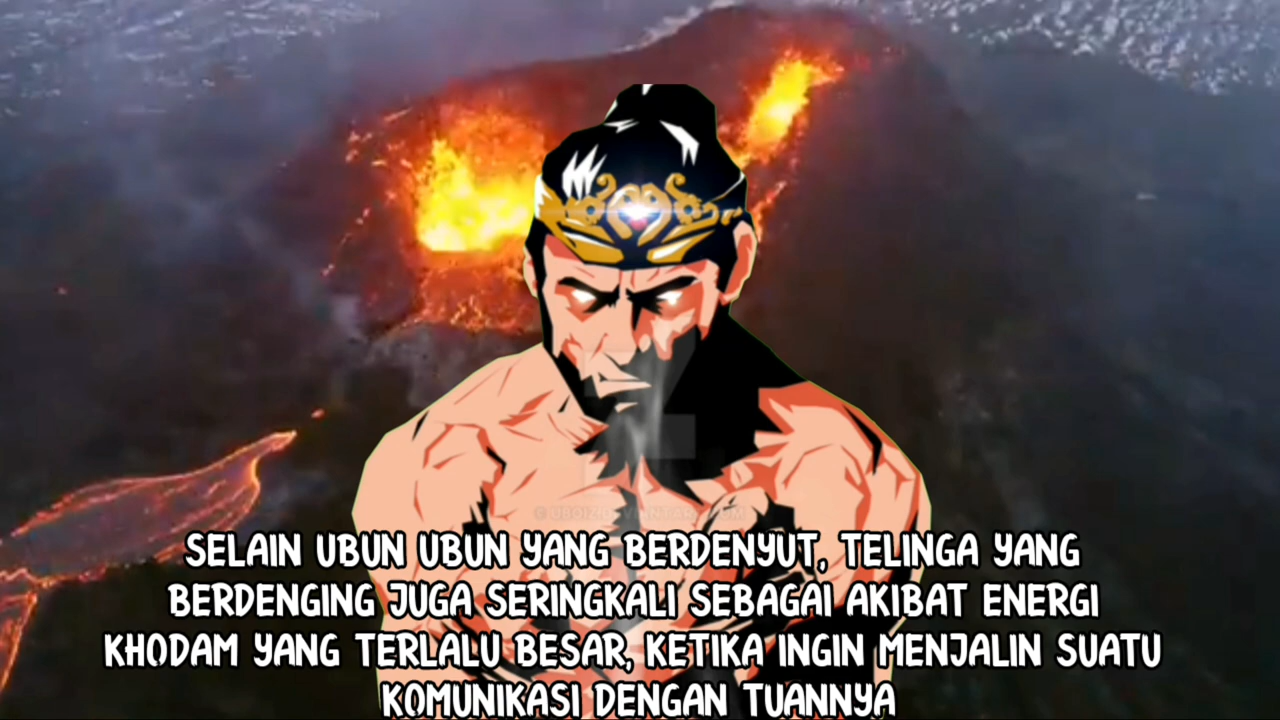 SELAIN UBUN UBUN YANG BERDENYUT, TELINGA YANG
BERDENGING JUGA SERINGKALI SEBAGAI AKIBAT ENERGI
KHODAM YANG TERLALU BESAR, KETIKA INGIN MENJALIN SUATU
KOMUNIKASI DENGAN TUANNYA